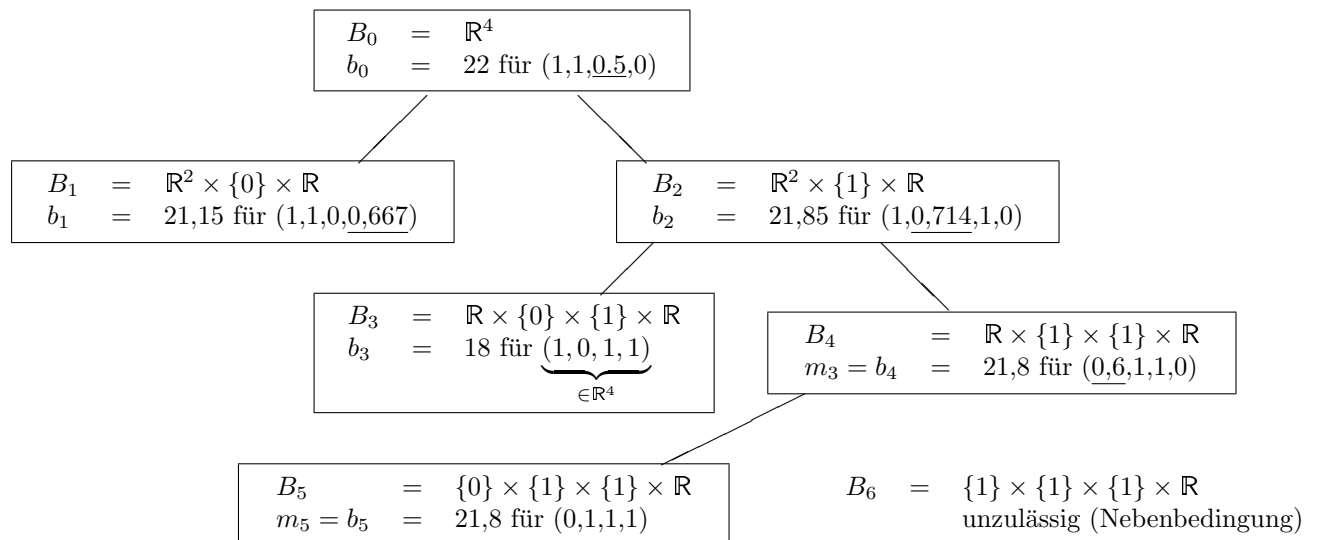 B₀ = ℝ⁴
b₀ = 22 für (1,1,0.5,0)
B₁ = ℝ² × {0} × ℝ
b₁ = 21,15 für (1,1,0,0,667)
B₂ = ℝ² × {1} × ℝ
b₂ = 21,85 für (1,0,714,1,0)
B₃ = ℝ × {0} × {1} × ℝ
b₃ = 18 für (1, 0, 1, 1)
∈ℝ⁴
B₄ = ℝ × {1} × {1} × ℝ
m₃ = b₄ = 21,8 für (0,6,1,1,0)
B₅ = {0} × {1} × {1} × ℝ
m₅ = b₅ = 21,8 für (0,1,1,1)
B₆ = {1} × {1} × {1} × ℝ
unzulässig (Nebenbedingung)